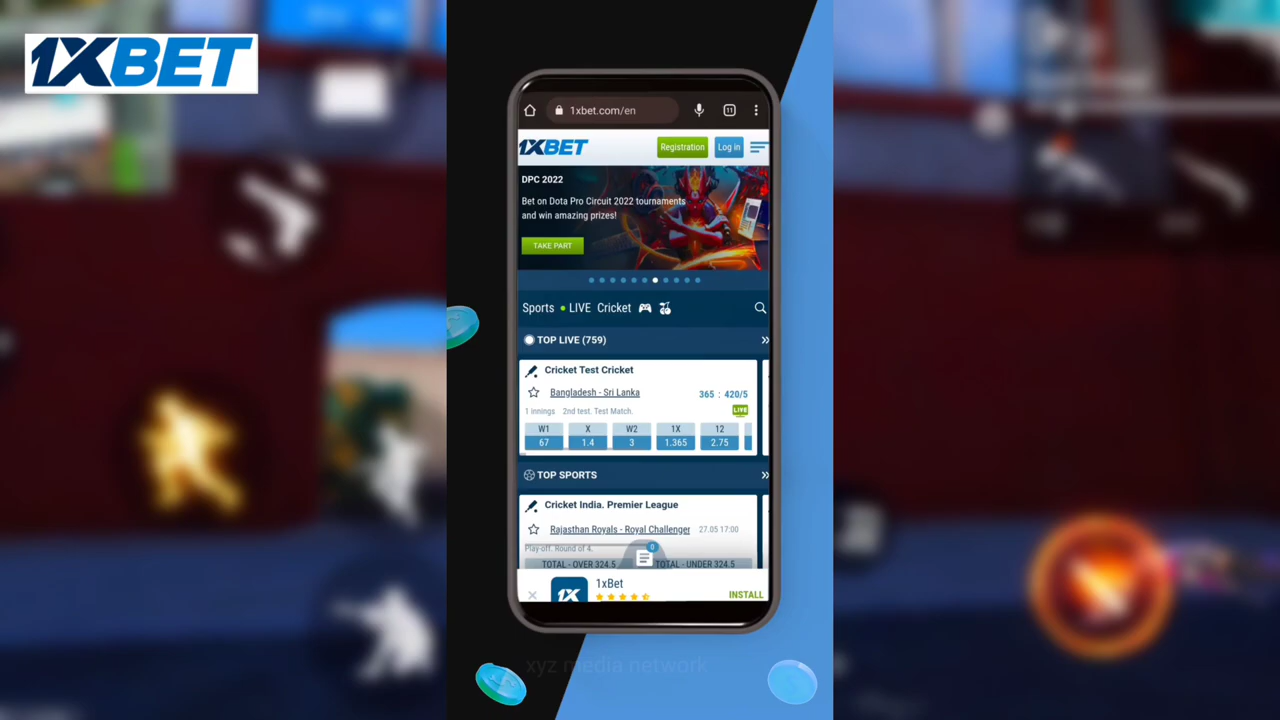 1XBET
1xbet.com/en
11
1XBET
Registration
Log in
DPC 2022
Bet on Dota Pro Circuit 2022 tournaments
and win amazing prizes!
TAKE PART
Sports LIVE Cricket
TOP LIVE (759)
Cricket Test Cricket
Bangladesh - Sri Lanka
365 : 420/5
1 innings 2nd test. Test Match.
LIVE
W1 X W2 1X 12
67 1.4 3 1.365 2.75
TOP SPORTS
Cricket India. Premier League
Rajasthan Royals - Royal Challenger
27.05 17:00
Play-off. Round of 4.
0
TOTAL - OVER 324.5 TOTAL - UNDER 324.5
1X
1xBet
INSTALL
xyz media network